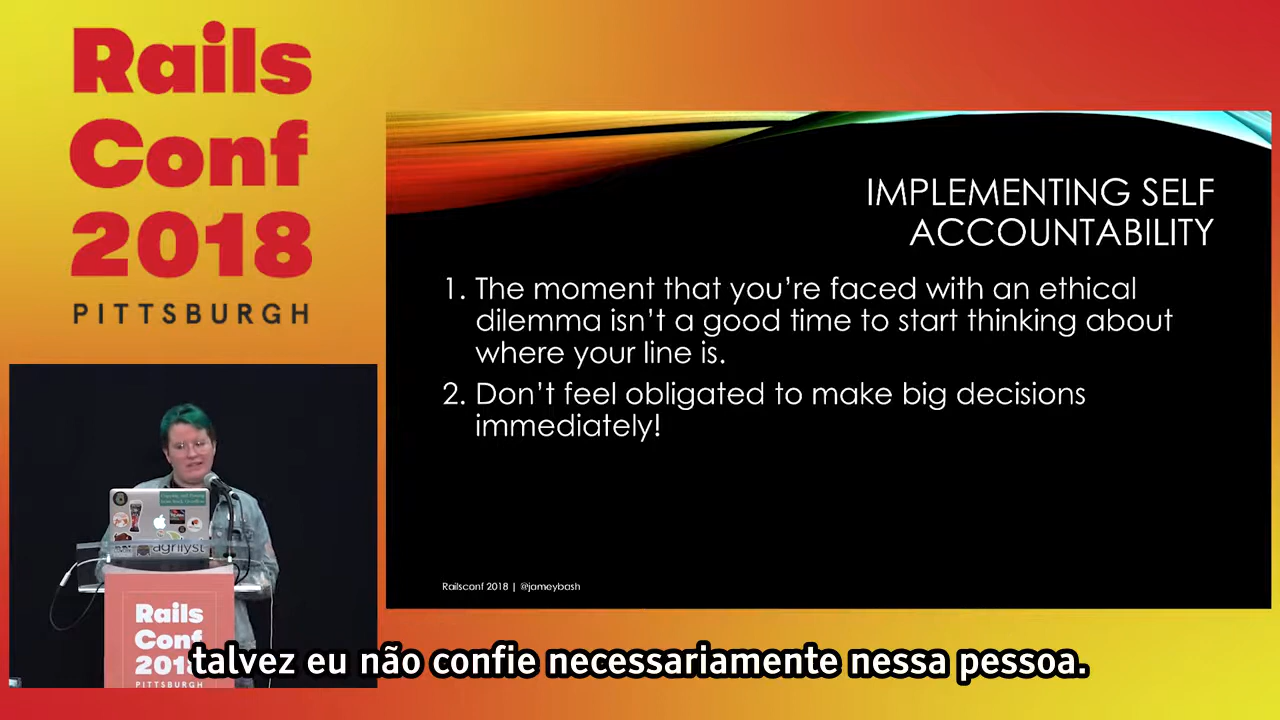 Rails
Conf
2018
PITTSBURGH
IMPLEMENTING SELF
ACCOUNTABILITY
1. The moment that you're faced with an ethical
dilemma isn't a good time to start thinking about
where your line is.
2. Don't feel obligated to make big decisions
immediately!
Railsconf 2018 | @jameybash
agrilyst
Rails
Conf
2018
PITTSBURGH
talvez eu não confie necessariamente nessa pessoa.